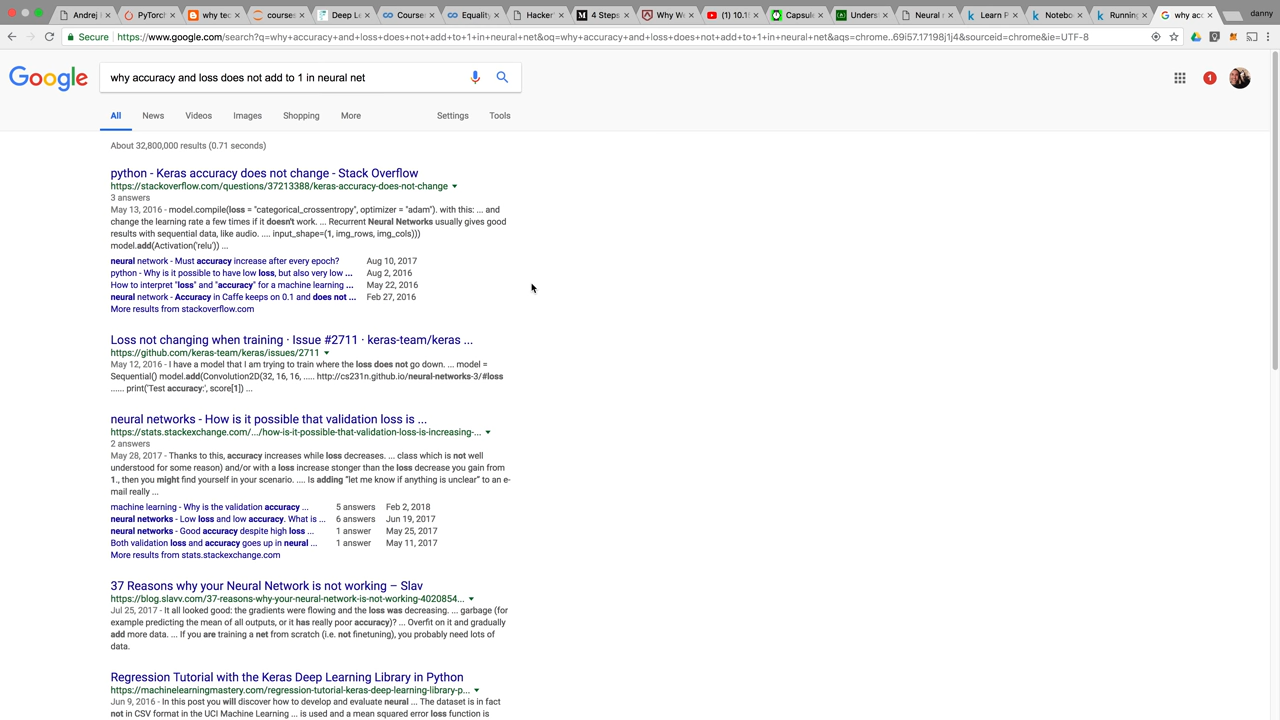 Andrej
PyTorc
why tec
courses
Deep Le
Course
Equality
Hacker
4 Steps
Why W
(1) 10.1
Capsul
Unders
Neural
Learn P
Notebo
Running
why acc
danny
Secure
https://www.google.com/search?q=why+accuracy+and+loss+does+not+add+to+1+in+neural+net&oq=why+accuracy+and+loss+does+not+add+to+1+in+neural+net&aqs=chrome..69i57.17198j1j4&sourceid=chrome&ie=UTF-8
Google
why accuracy and loss does not add to 1 in neural net
1
All News Videos Images Shopping More Settings Tools
About 32,800,000 results (0.71 seconds)
python - Keras accuracy does not change - Stack Overflow
https://stackoverflow.com/questions/37213388/keras-accuracy-does-not-change
3 answers
May 13, 2016 - model.compile(loss = "categorical_crossentropy", optimizer = "adam"). with this: ... and
change the learning rate a few times if it doesn't work. ... Recurrent Neural Networks usually gives good
results with sequential data, like audio. .... input_shape=(1, img_rows, img_cols)))
model.add(Activation('relu')) ...
neural network - Must accuracy increase after every epoch? Aug 10, 2017
python - Why is it possible to have low loss, but also very low ... Aug 2, 2016
How to interpret "loss" and "accuracy" for a machine learning ... May 22, 2016
neural network - Accuracy in Caffe keeps on 0.1 and does not ... Feb 27, 2016
More results from stackoverflow.com
Loss not changing when training · Issue #2711 · keras-team/keras ...
https://github.com/keras-team/keras/issues/2711
May 12, 2016 - I have a model that I am trying to train where the loss does not go down. ... model =
Sequential() model.add(Convolution2D(32, 16, 16, ..... http://cs231n.github.io/neural-networks-3/#loss
...... print('Test accuracy:', score[1]) ...
neural networks - How is it possible that validation loss is ...
https://stats.stackexchange.com/.../how-is-it-possible-that-validation-loss-is-increasing-...
2 answers
May 28, 2017 - Thanks to this, accuracy increases while loss decreases. ... class which is not well
understood for some reason) and/or with a loss increase stonger than the loss decrease you gain from
1., then you might find yourself in your scenario. .... Is adding "let me know if anything is unclear" to an e-
mail really ...
machine learning - Why is the validation accuracy ... 5 answers Feb 2, 2018
neural networks - Low loss and low accuracy. What is ... 6 answers Jun 19, 2017
neural networks - Good accuracy despite high loss ... 1 answer May 25, 2017
Both validation loss and accuracy goes up in neural ... 1 answer May 11, 2017
More results from stats.stackexchange.com
37 Reasons why your Neural Network is not working – Slav
https://blog.slavv.com/37-reasons-why-your-neural-network-is-not-working-4020854...
Jul 25, 2017 - It all looked good: the gradients were flowing and the loss was decreasing. ... garbage (for
example predicting the mean of all outputs, or it has really poor accuracy)? ... Overfit on it and gradually
add more data. ... If you are training a net from scratch (i.e. not finetuning), you probably need lots of
data.
Regression Tutorial with the Keras Deep Learning Library in Python
https://machinelearningmastery.com/regression-tutorial-keras-deep-learning-library-p...
Jun 9, 2016 - In this post you will discover how to develop and evaluate neural ... The dataset is in fact
not in CSV format in the UCI Machine Learning ... is used and a mean squared error loss function is